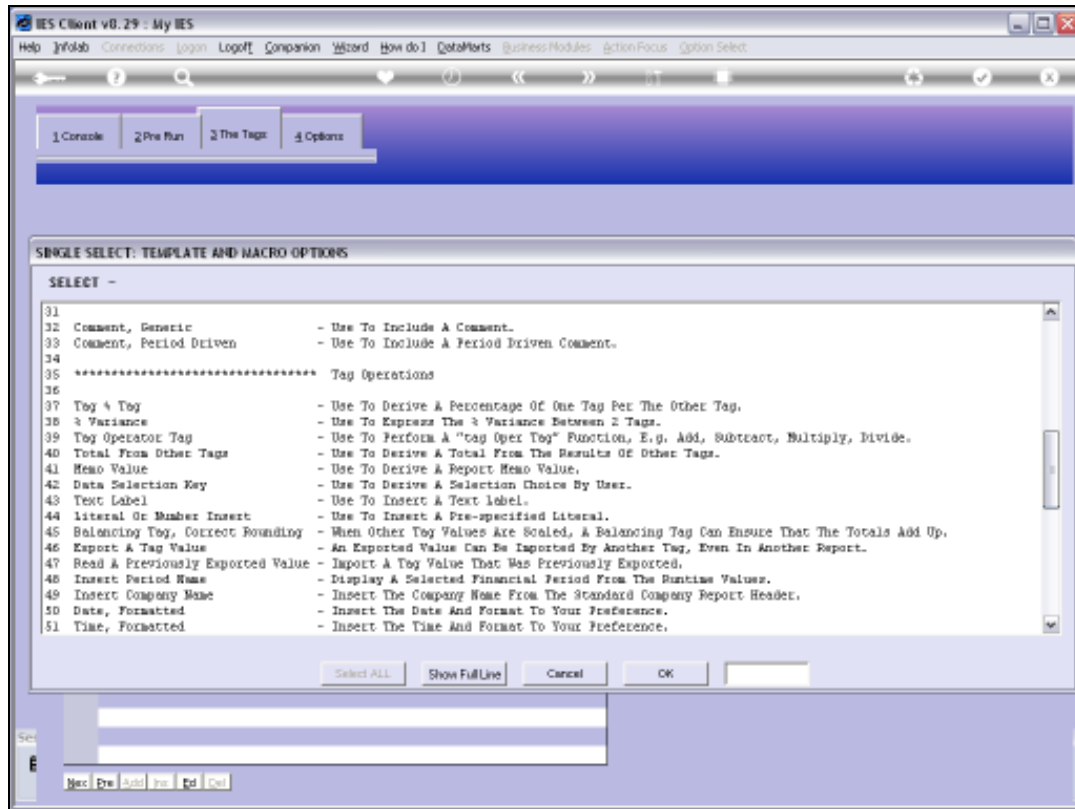 IES Client v8.29 : My IES
Help Infolab Connections Logon Logoff Companion Wizard How do I DataMarts Business Modules Action Focus Option Select
1 Console 2 Pre Run 3 The Tags 4 Options
SINGLE SELECT: TEMPLATE AND MACRO OPTIONS
SELECT -
31
32 Comment, Generic - Use To Include A Comment.
33 Comment, Period Driven - Use To Include A Period Driven Comment.
34
35 ******************************** Tag Operations
36
37 Tag % Tag - Use To Derive A Percentage Of One Tag Per The Other Tag.
38 % Variance - Use To Express The % Variance Between 2 Tags.
39 Tag Operator Tag - Use To Perform A "tag Oper Tag" Function, E.g. Add, Subtract, Multiply, Divide.
40 Total From Other Tags - Use To Derive A Total From The Results Of Other Tags.
41 Memo Value - Use To Derive A Report Memo Value.
42 Data Selection Key - Use To Derive A Selection Choice By User.
43 Text Label - Use To Insert A Text Label.
44 Literal Or Number Insert - Use To Insert A Pre-specified Literal.
45 Balancing Tag, Correct Rounding - When Other Tag Values Are Scaled, A Balancing Tag Can Ensure That The Totals Add Up.
46 Export A Tag Value - An Exported Value Can Be Imported By Another Tag, Even In Another Report.
47 Read A Previously Exported Value - Import A Tag Value That Was Previously Exported.
48 Insert Period Name - Display A Selected Financial Period From The Runtime Values.
49 Insert Company Name - Insert The Company Name From The Standard Company Report Header.
50 Date, Formatted - Insert The Date And Format To Your Preference.
51 Time, Formatted - Insert The Time And Format To Your Preference.
Select ALL Show Full Line Cancel OK
Nex Pre Add Ins Ed Del